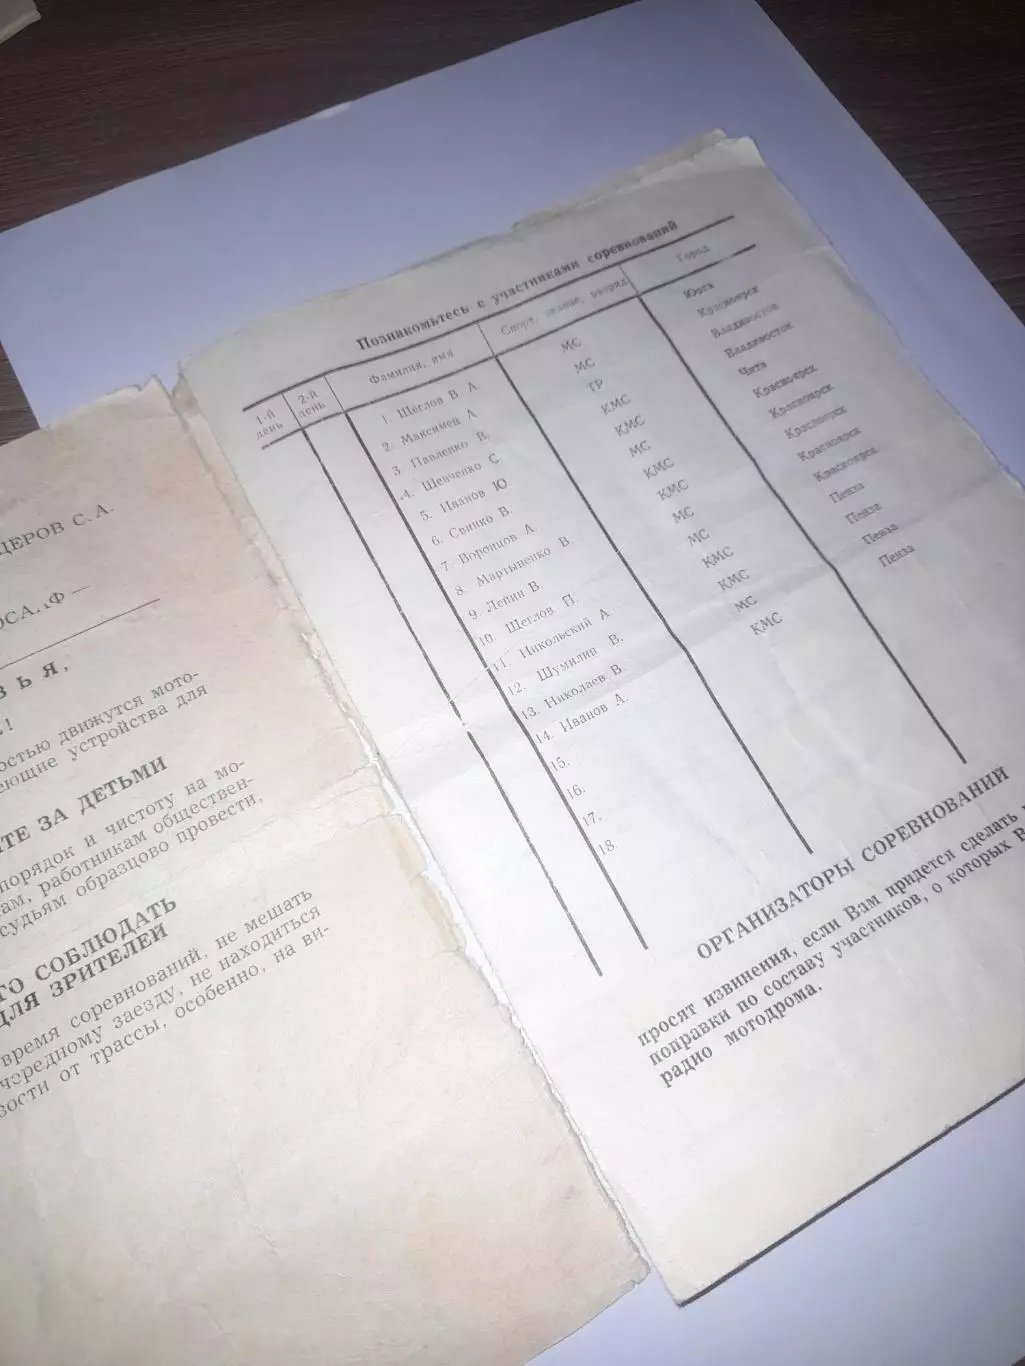 ДЕРОВ С. А.
ОСААФ —
ЗЬЯ,
!
остью движутся мото-
еющие устройства для
ТЕ ЗА ДЕТЬМИ
порядок и чистоту на мо-
ам, работникам обществен-
судьям образцово провести,
ГО СОБЛЮДАТЬ
ДЛЯ ЗРИТЕЛЕЙ
время соревнований, не мешать
чередному заезду, не находиться
зости от трассы, особенно, на ви-
Познакомьтесь с участниками соревнований
1-й день 2-й день Фамилия, имя Спорт. звание, разряд Город
1. Щеглов В. А. МС Юрга
2. Максимен А МС Красноярск
3. Павленко В. ТР Владивосток
4. Шевченко С. КМС Владивосток
5. Иванов Ю. КМС Чита
6. Свинко В. МС Красноярск
7. Воронцов А. КМС Красноярск
8. Мартыненко В. КМС Красноярск
9. Лепин В. МС Красноярск
10. Щеглов П. МС Красноярск
11. Никольский А. КМС Пенза
12. Шумилин В. КМС Пенза
13. Николаев В. МС Пенза
14. Иванов А. КМС Пенза
15.
16.
17.
18.
ОРГАНИЗАТОРЫ СОРЕВНОВАНИЙ
просят извинения, если Вам придется сделать
поправки по составу участников, о которых В
радио мотодрома.